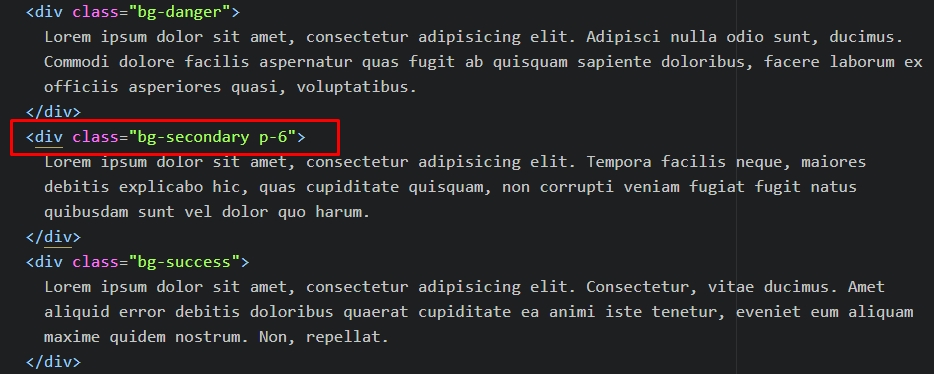 <div class="bg-danger">
Lorem ipsum dolor sit amet, consectetur adipisicing elit. Adipisci nulla odio sunt, ducimus.
Commodi dolore facilis aspernatur quas fugit ab quisquam sapiente doloribus, facere laborum ex
officiis asperiores quasi, voluptatibus.
</div>
<div class="bg-secondary p-6">
Lorem ipsum dolor sit amet, consectetur adipisicing elit. Tempora facilis neque, maiores
debitis explicabo hic, quas cupiditate quisquam, non corrupti veniam fugiat fugit natus
quibusdam sunt vel dolor quo harum.
</div>
<div class="bg-success">
Lorem ipsum dolor sit amet, consectetur adipisicing elit. Consectetur, vitae ducimus. Amet
aliquid error debitis doloribus quaerat cupiditate ea animi iste tenetur, eveniet eum aliquam
maxime quidem nostrum. Non, repellat.
</div>